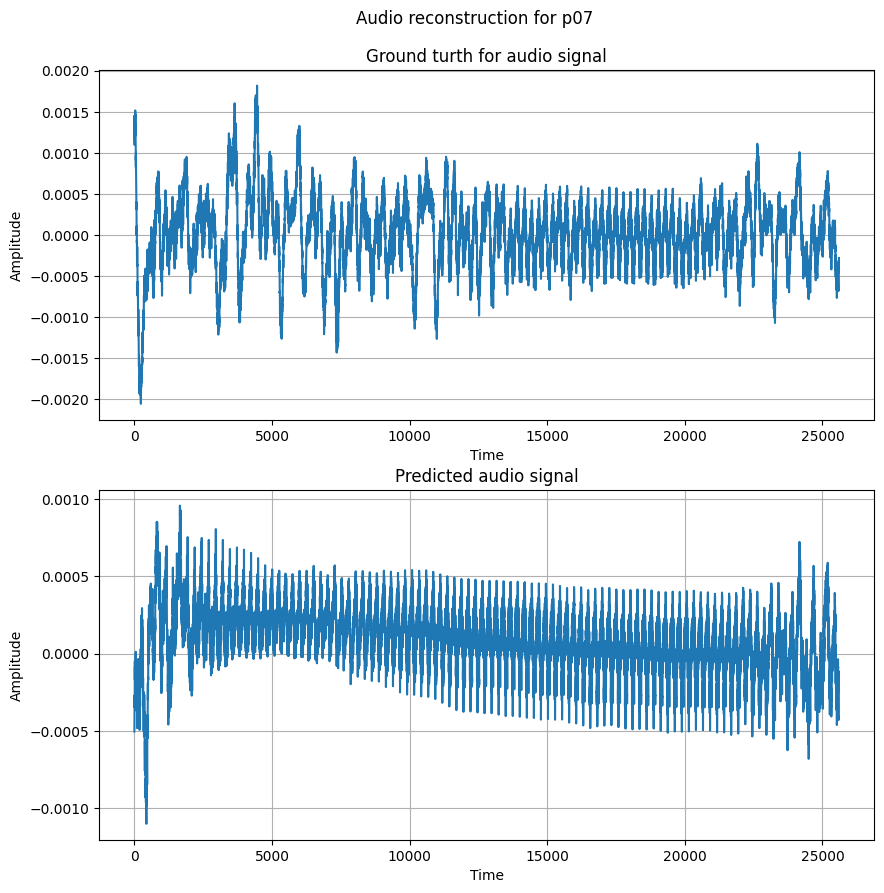 Audio reconstruction for p07
Ground turth for audio signal
0.0020
0.0015
0.0010
0.0005
0.0000
−0.0005
−0.0010
−0.0015
−0.0020
Amplitude
0 5000 10000 15000 20000 25000
Time
Predicted audio signal
0.0010
0.0005
0.0000
−0.0005
−0.0010
Amplitude
0 5000 10000 15000 20000 25000
Time